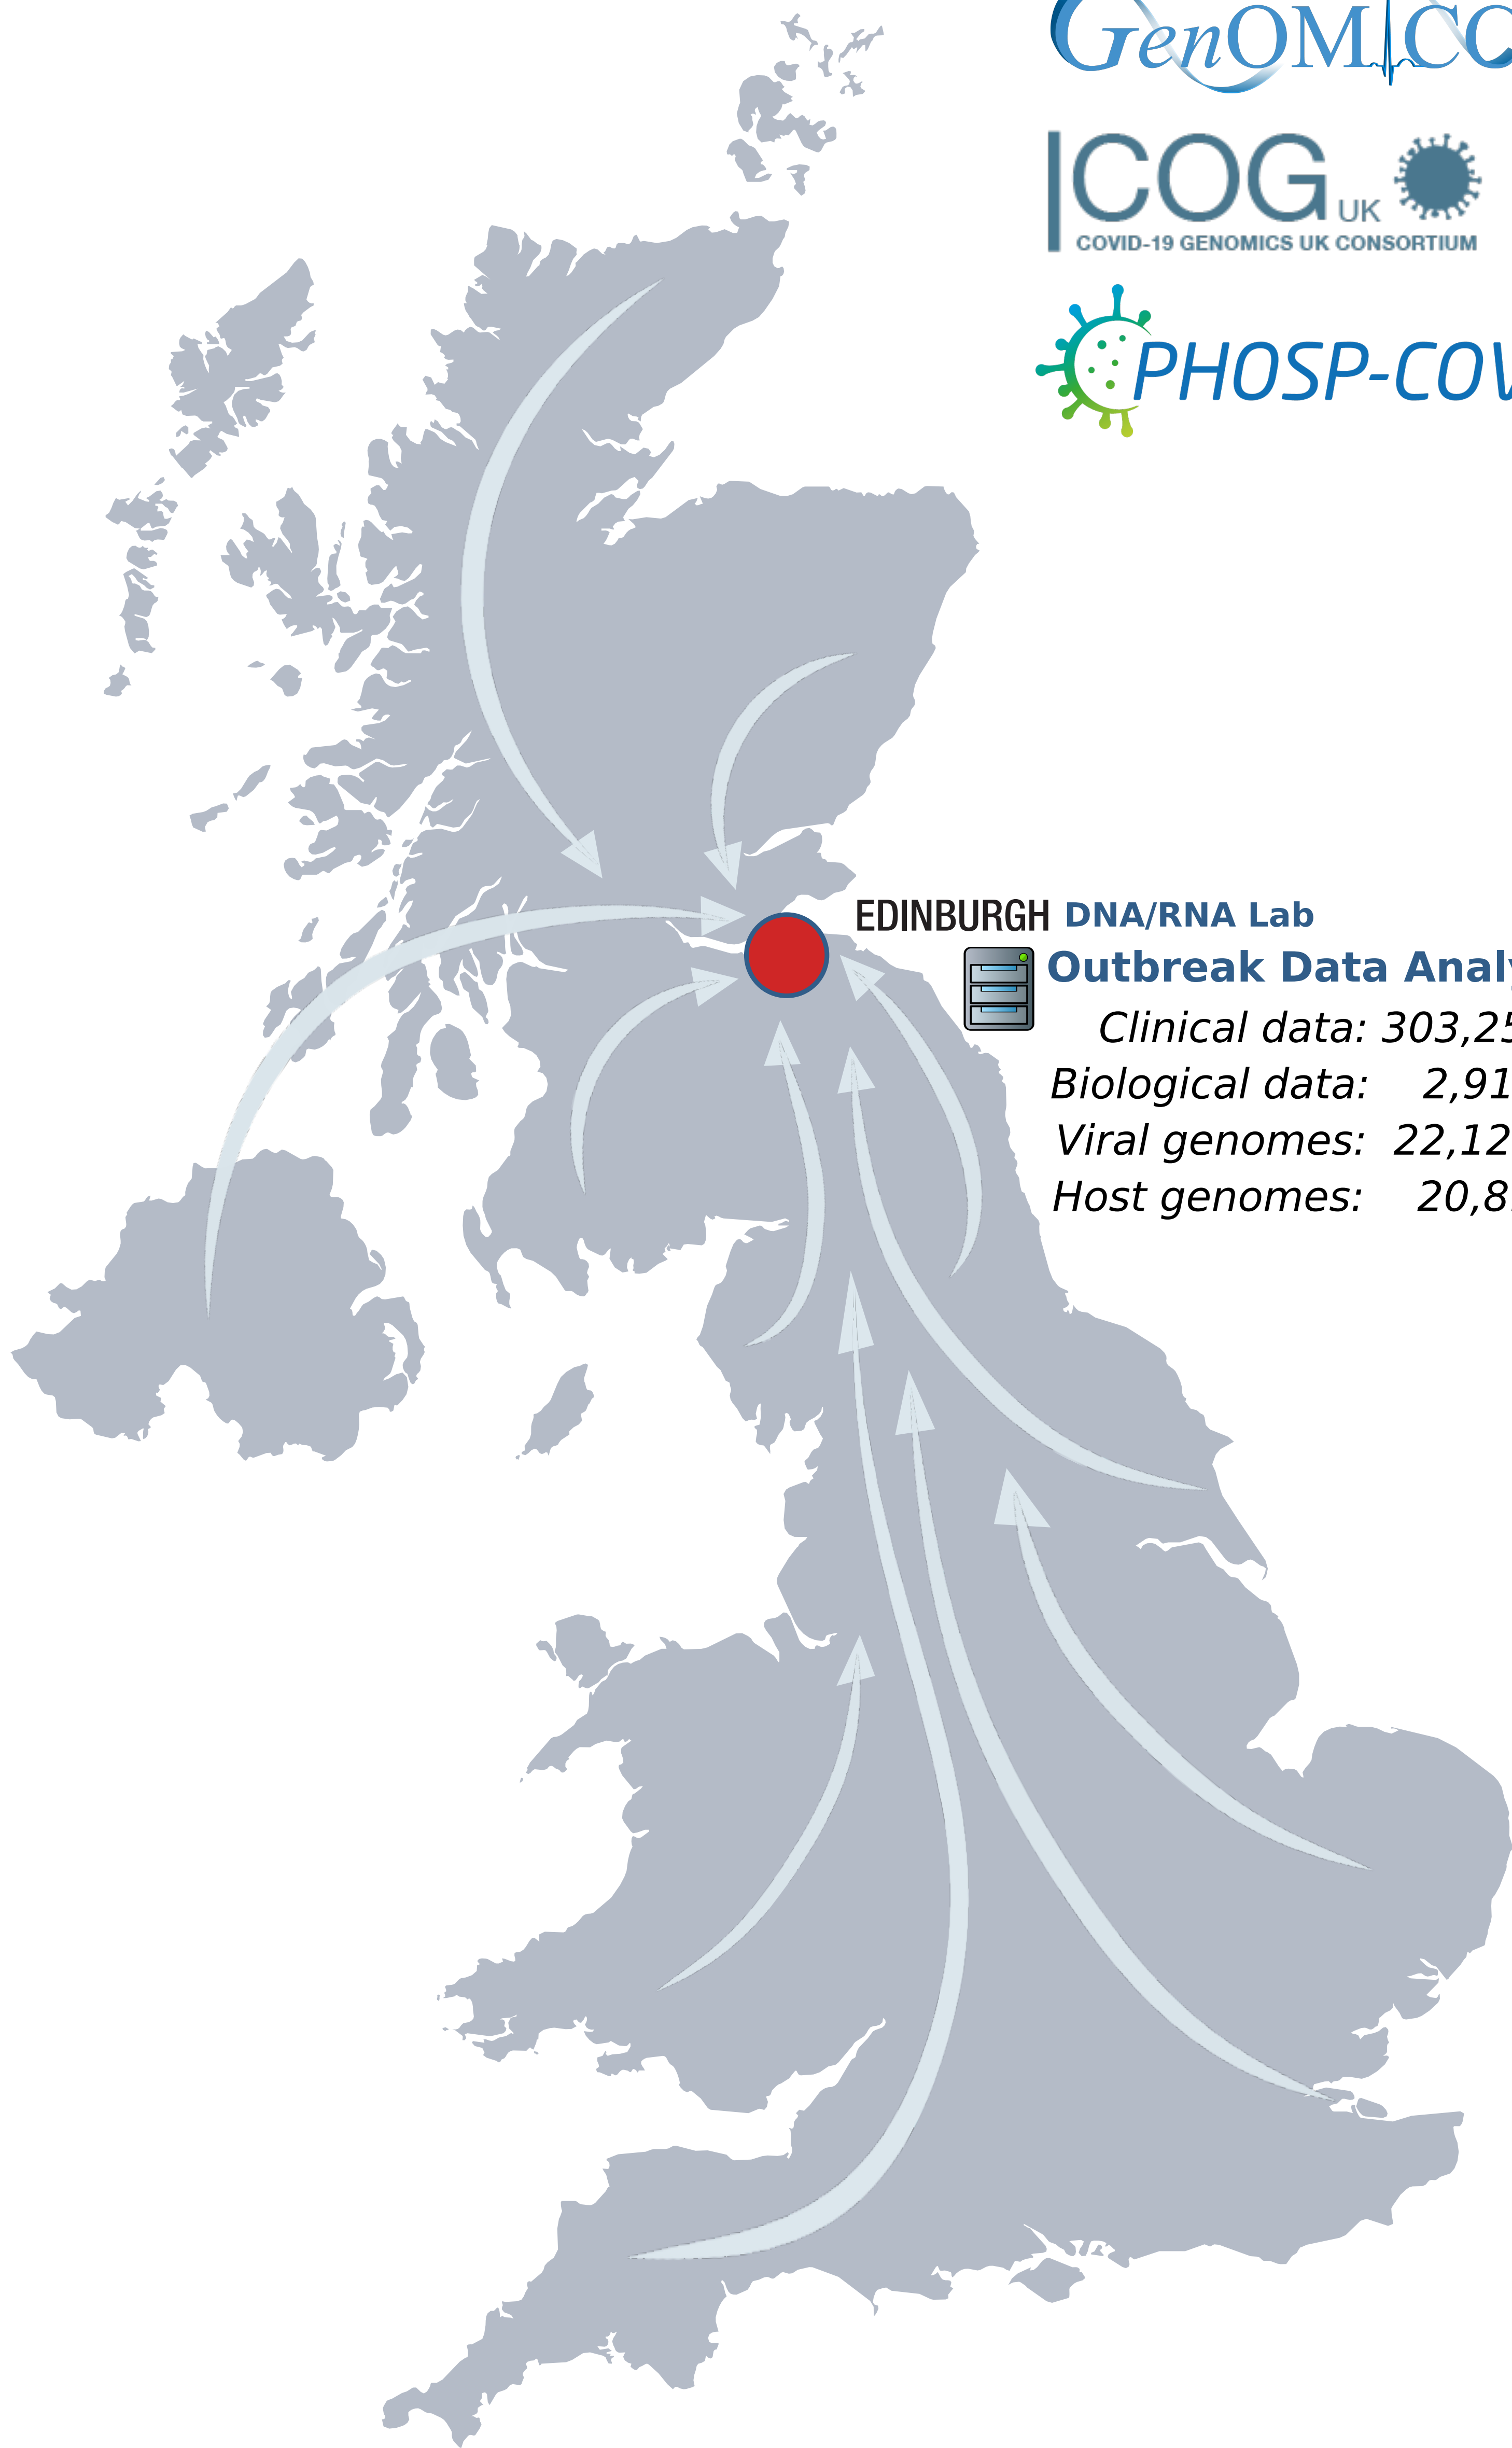 GenOMICC
COG UK
COVID-19 GENOMICS UK CONSORTIUM
PHOSP-COV
EDINBURGH DNA/RNA Lab
Outbreak Data Analy
Clinical data: 303,25
Biological data: 2,91
Viral genomes: 22,12
Host genomes: 20,8